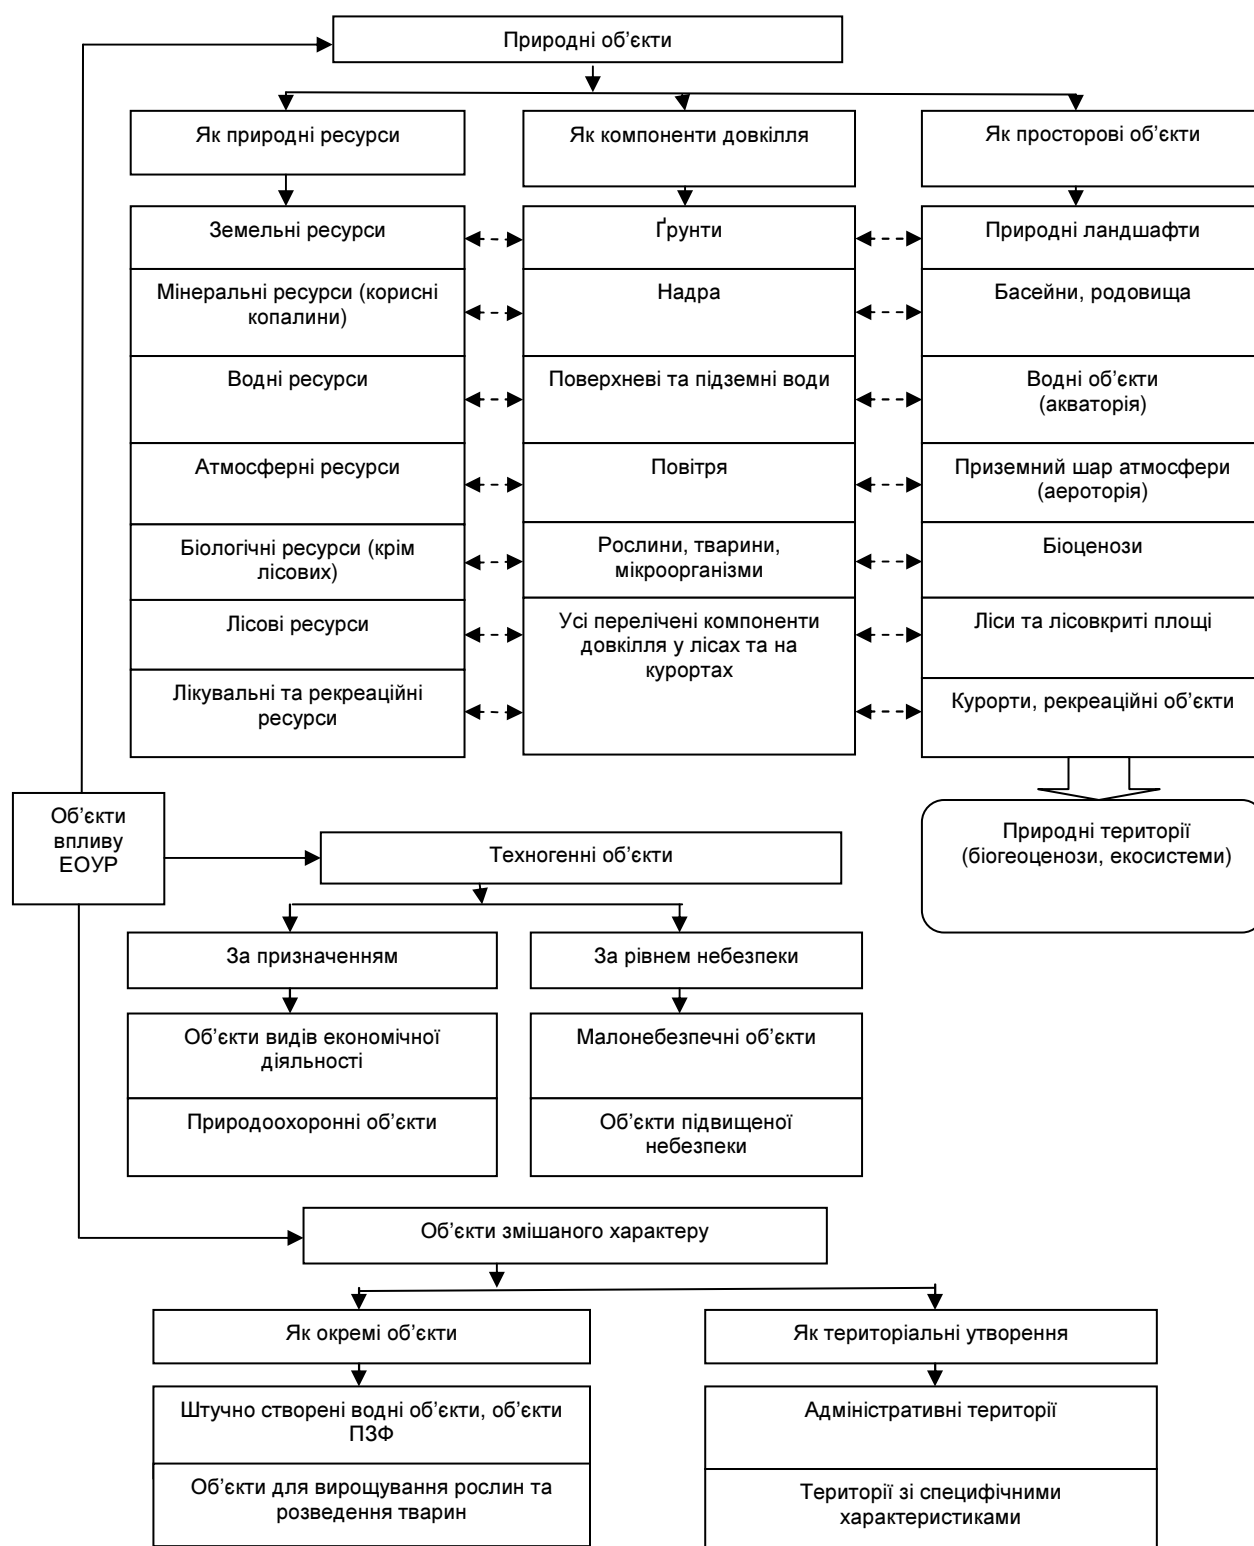 Природні об’єкти
Як природні ресурси
Як компоненти довкілля
Як просторові об’єкти
Земельні ресурси
Ґрунти
Природні ландшафти
Мінеральні ресурси (корисні
копалини)
Надра
Басейни, родовища
Водні ресурси
Поверхневі та підземні води
Водні об’єкти
(акваторія)
Атмосферні ресурси
Повітря
Приземний шар атмосфери
(аероторія)
Біологічні ресурси (крім
лісових)
Рослини, тварини,
мікроорганізми
Біоценози
Лісові ресурси
Усі перелічені компоненти
довкілля у лісах та на
курортах
Ліси та лісовкриті площі
Лікувальні та рекреаційні
ресурси
Курорти, рекреаційні об’єкти
Об’єкти
впливу
ЕОУР
Природні території
(біогеоценози, екосистеми)
Техногенні об’єкти
За призначенням
За рівнем небезпеки
Об’єкти видів економічної
діяльності
Малонебезпечні об’єкти
Природоохоронні об’єкти
Об’єкти підвищеної
небезпеки
Об’єкти змішаного характеру
Як окремі об’єкти
Як територіальні утворення
Штучно створені водні об’єкти, об’єкти
ПЗФ
Адміністративні території
Об’єкти для вирощування рослин та
розведення тварин
Території зі специфічними
характеристиками